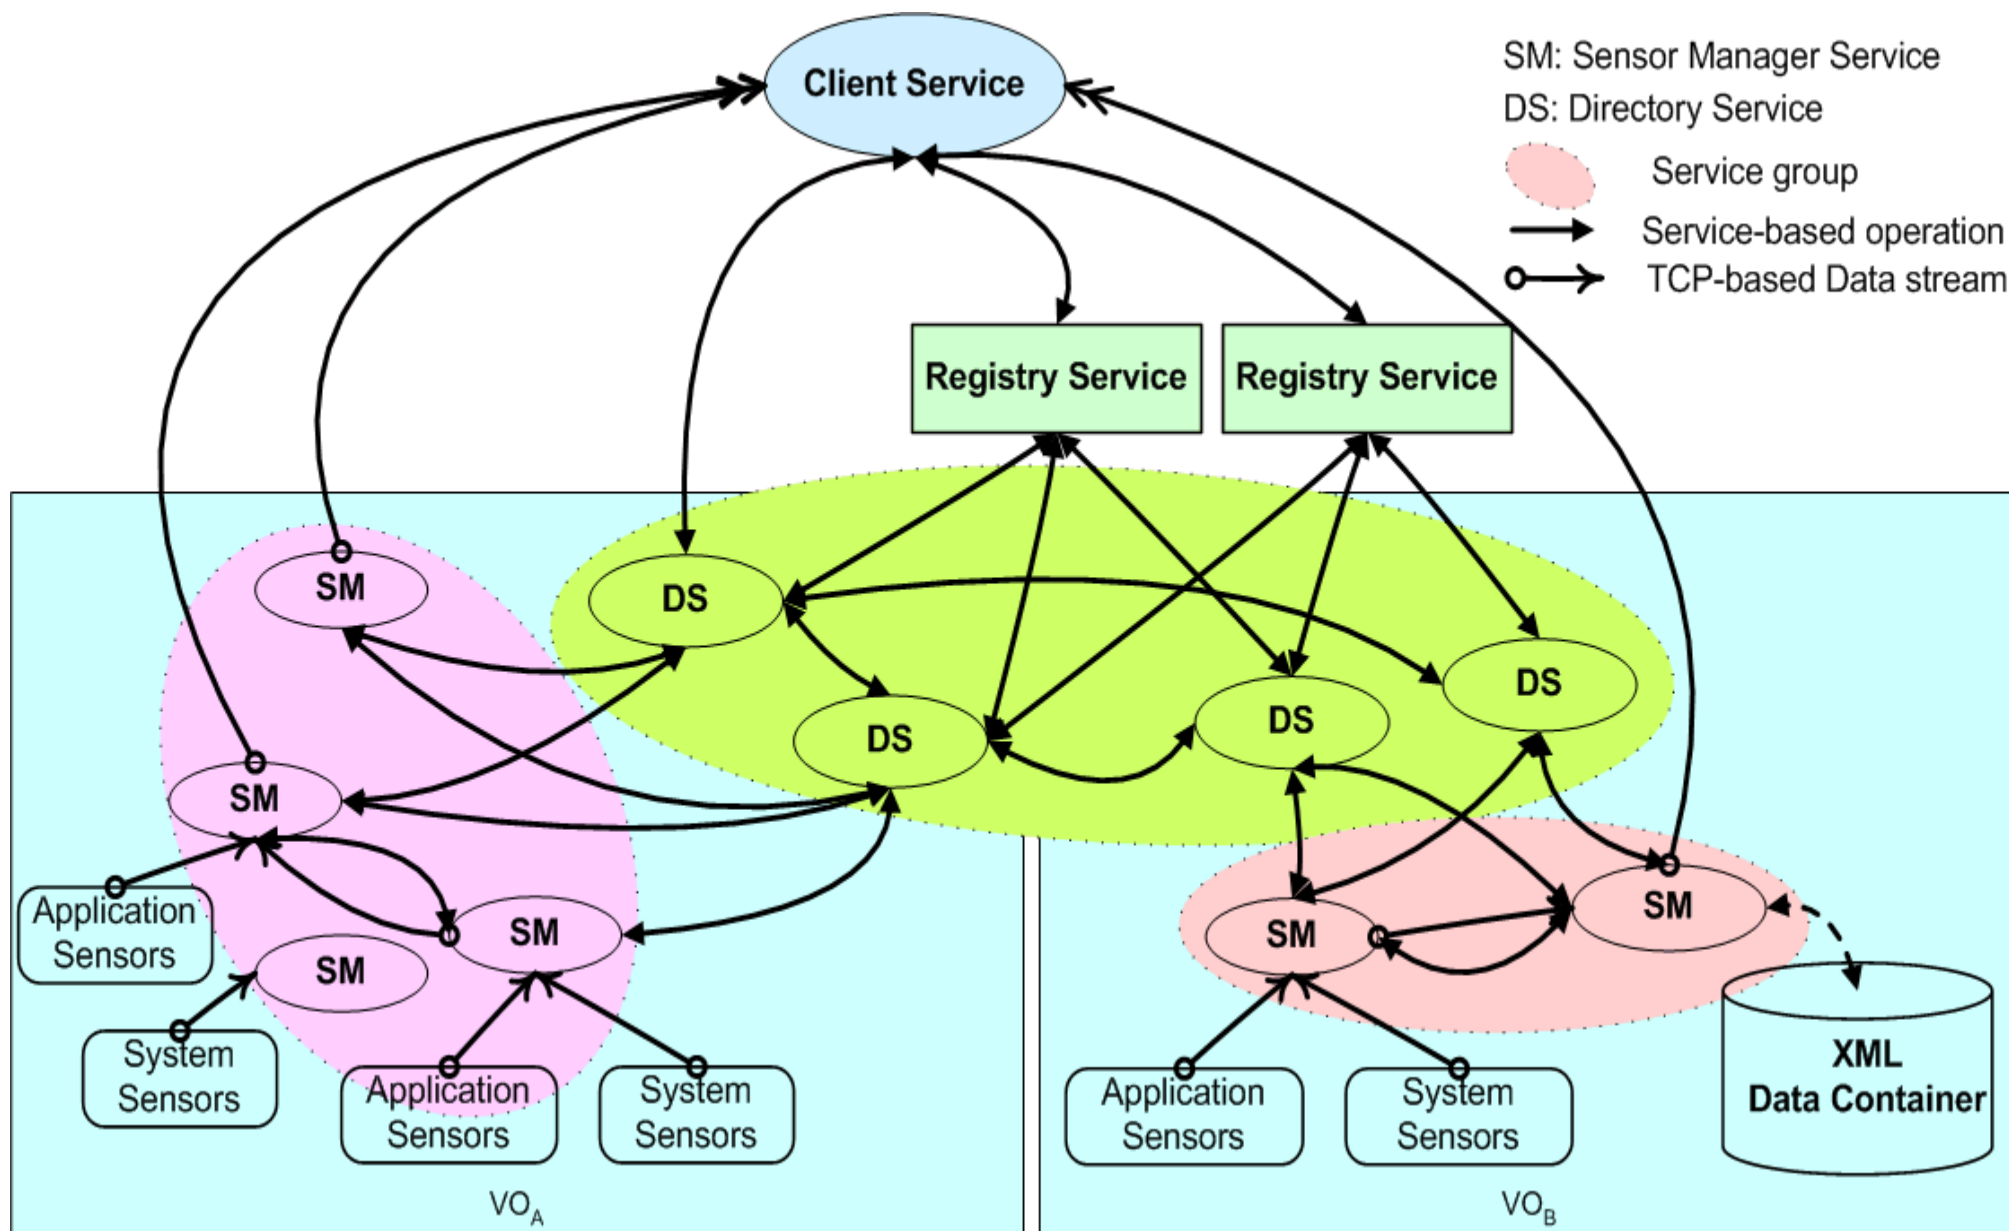 Client Service
SM: Sensor Manager Service
DS: Directory Service
Service group
Service-based operation
TCP-based Data stream
Registry Service
Registry Service
SM
DS
DS
DS
DS
SM
SM
SM
SM
SM
Application
Sensors
System
Sensors
Application
Sensors
System
Sensors
Application
Sensors
System
Sensors
XML
Data Container
VOA
VOB